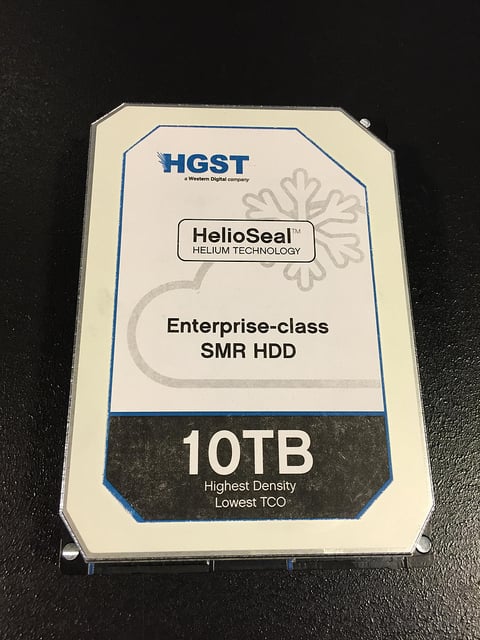 HGST
a Western Digital company
HelioSeal™
HELIUM TECHNOLOGY
Enterprise-class
SMR HDD
10TB
Highest Density
Lowest TCO